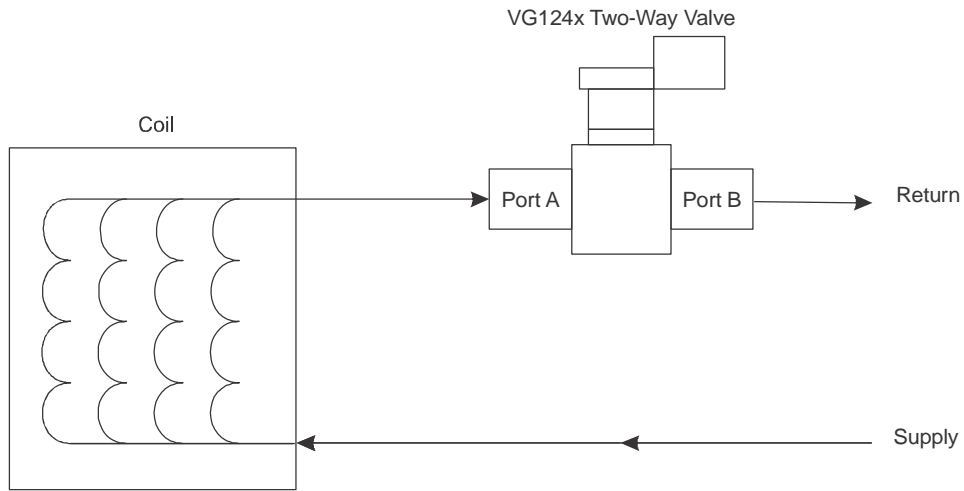 VG124x Two-Way Valve
Coil
Port A
Port B
Return
Supply